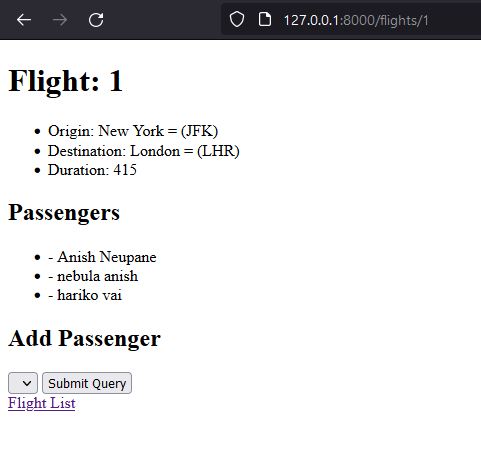 127.0.0.1:8000/flights/1
Flight: 1
Origin: New York = (JFK)
Destination: London = (LHR)
Duration: 415
Passengers
- Anish Neupane
- nebula anish
- hariko vai
Add Passenger
Submit Query
Flight List